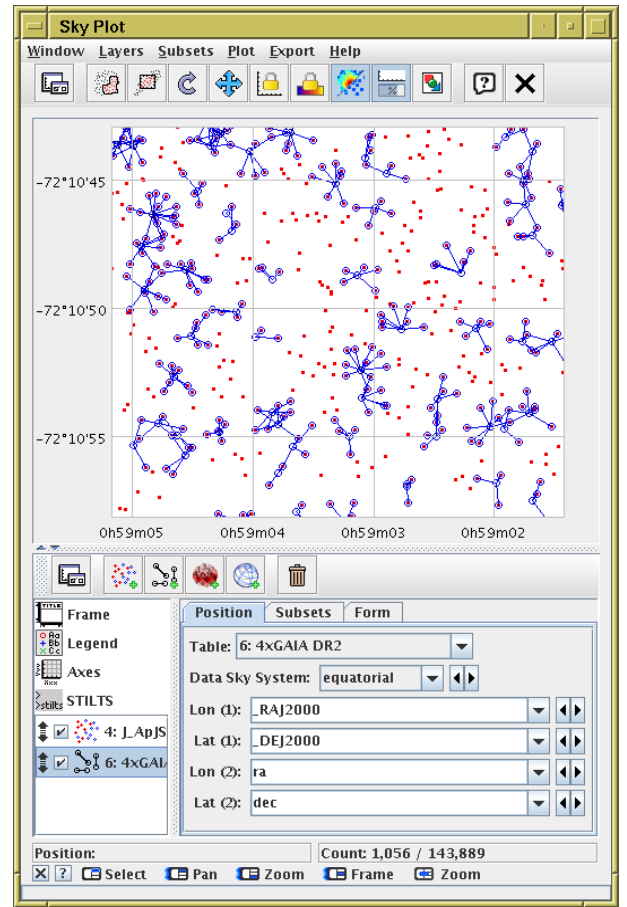 Sky Plot
Window Layers Subsets Plot Export Help
-72°10'45
-72°10'50
-72°10'55
0h59m05 0h59m04 0h59m03 0h59m02
TITLE Frame
Legend
Axes
STILTS
4: J_ApJS
6: 4xGAIA
Position Subsets Form
Table: 6: 4xGAIA DR2
Data Sky System: equatorial
Lon (1): _RAJ2000
Lat (1): _DEJ2000
Lon (2): ra
Lat (2): dec
Position: Count: 1,056 / 143,889
Select Pan Zoom Frame Zoom